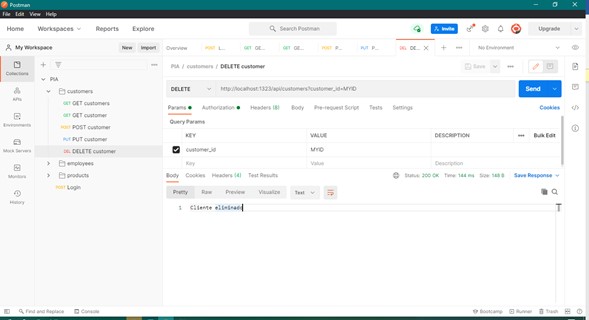 Postman
File Edit View Help
Home Workspaces Reports Explore Search Postman Invite Upgrade
My Workspace New Import Overview POST L... GET GE... GET GE... POST P... PUT P... DEL DE... No Environment
Collections
APIs
Environments
Mock Servers
Monitors
History
PIA
customers
GET GET customers
GET GET customer
POST POST customer
PUT PUT customer
DEL DELETE customer
employees
products
POST Login
PIA / customers / DELETE customer Save
DELETE http://localhost:1323/api/customers?customer_id=MYID Send
Params Authorization Headers (8) Body Pre-request Script Tests Settings Cookies
Query Params
KEY VALUE DESCRIPTION Bulk Edit
customer_id MYID
Key Value Description
Body Cookies Headers (4) Test Results Status: 200 OK Time: 144 ms Size: 146 B Save Response
Pretty Raw Preview Visualize Text
1 Cliente eliminado
Find and Replace Console Bootcamp Runner Trash